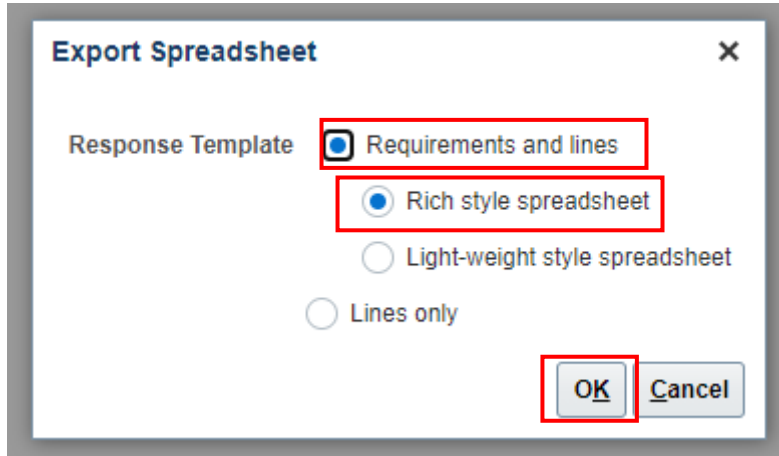 Export Spreadsheet ×
Response Template Requirements and lines
Rich style spreadsheet
Light-weight style spreadsheet
Lines only
OK Cancel